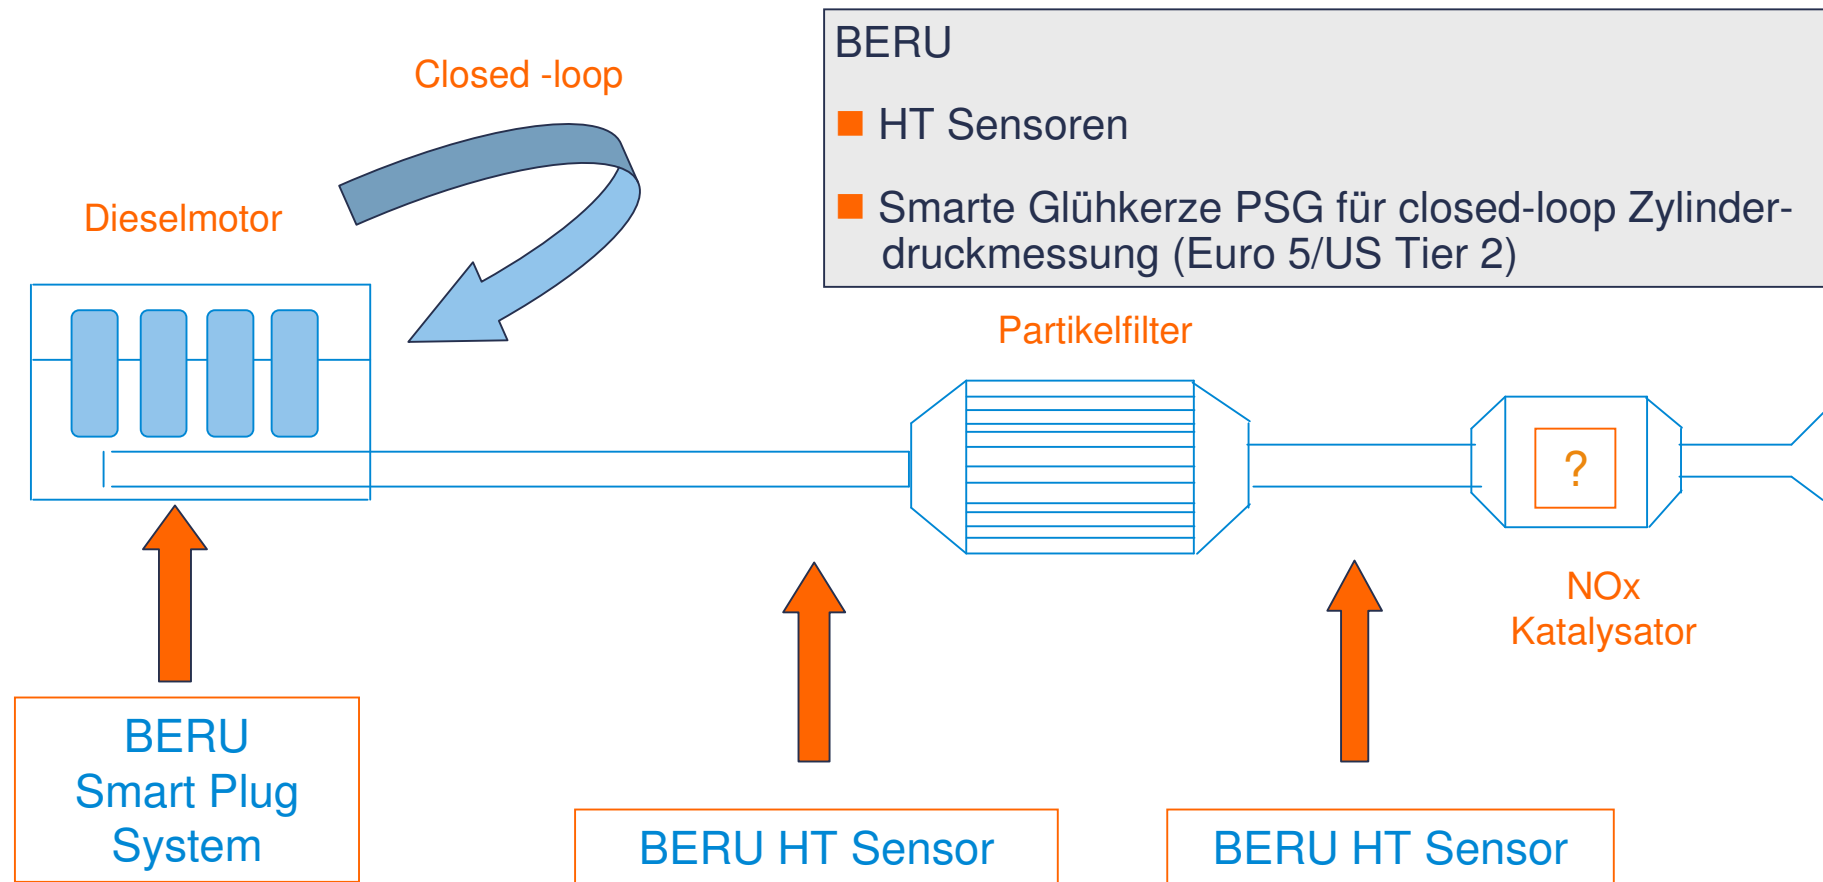 BERU
HT Sensoren
Smarte Glühkerze PSG für closed-loop Zylinder-
druckmessung (Euro 5/US Tier 2)
Closed -loop
Dieselmotor
Partikelfilter
?
NOx
Katalysator
BERU
Smart Plug
System
BERU HT Sensor
BERU HT Sensor